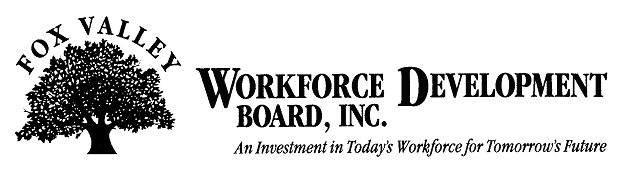 FOX VALLEY
WORKFORCE DEVELOPMENT
BOARD, INC.
An Investment in Today's Workforce for Tomorrow's Future